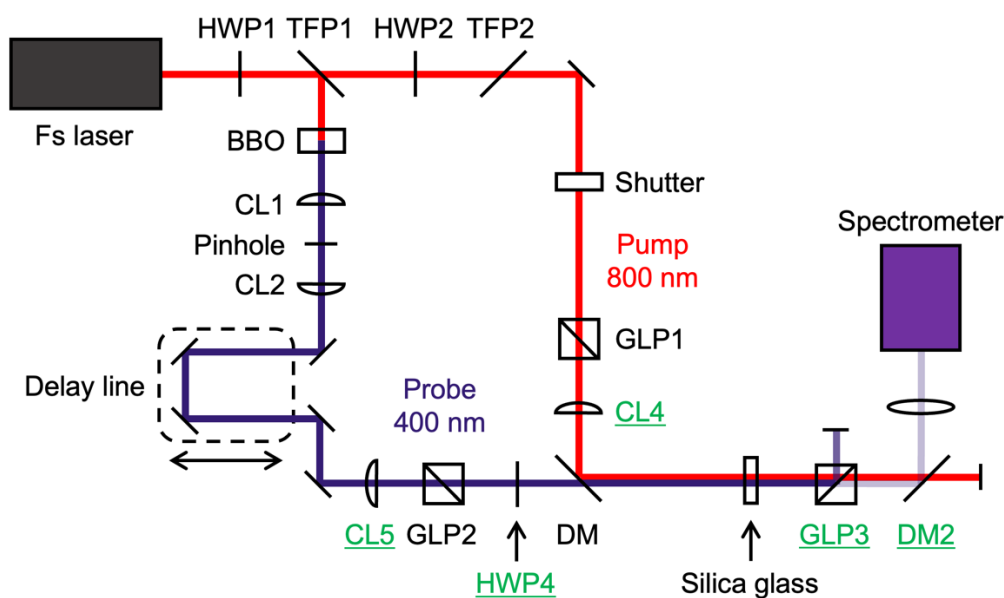 HWP1 TFP1 HWP2 TFP2
Fs laser
BBO
CL1
Pinhole
CL2
Shutter
Spectrometer
Pump
800 nm
GLP1
Delay line
Probe
400 nm
CL4
CL5 GLP2
HWP4
DM
Silica glass
GLP3 DM2